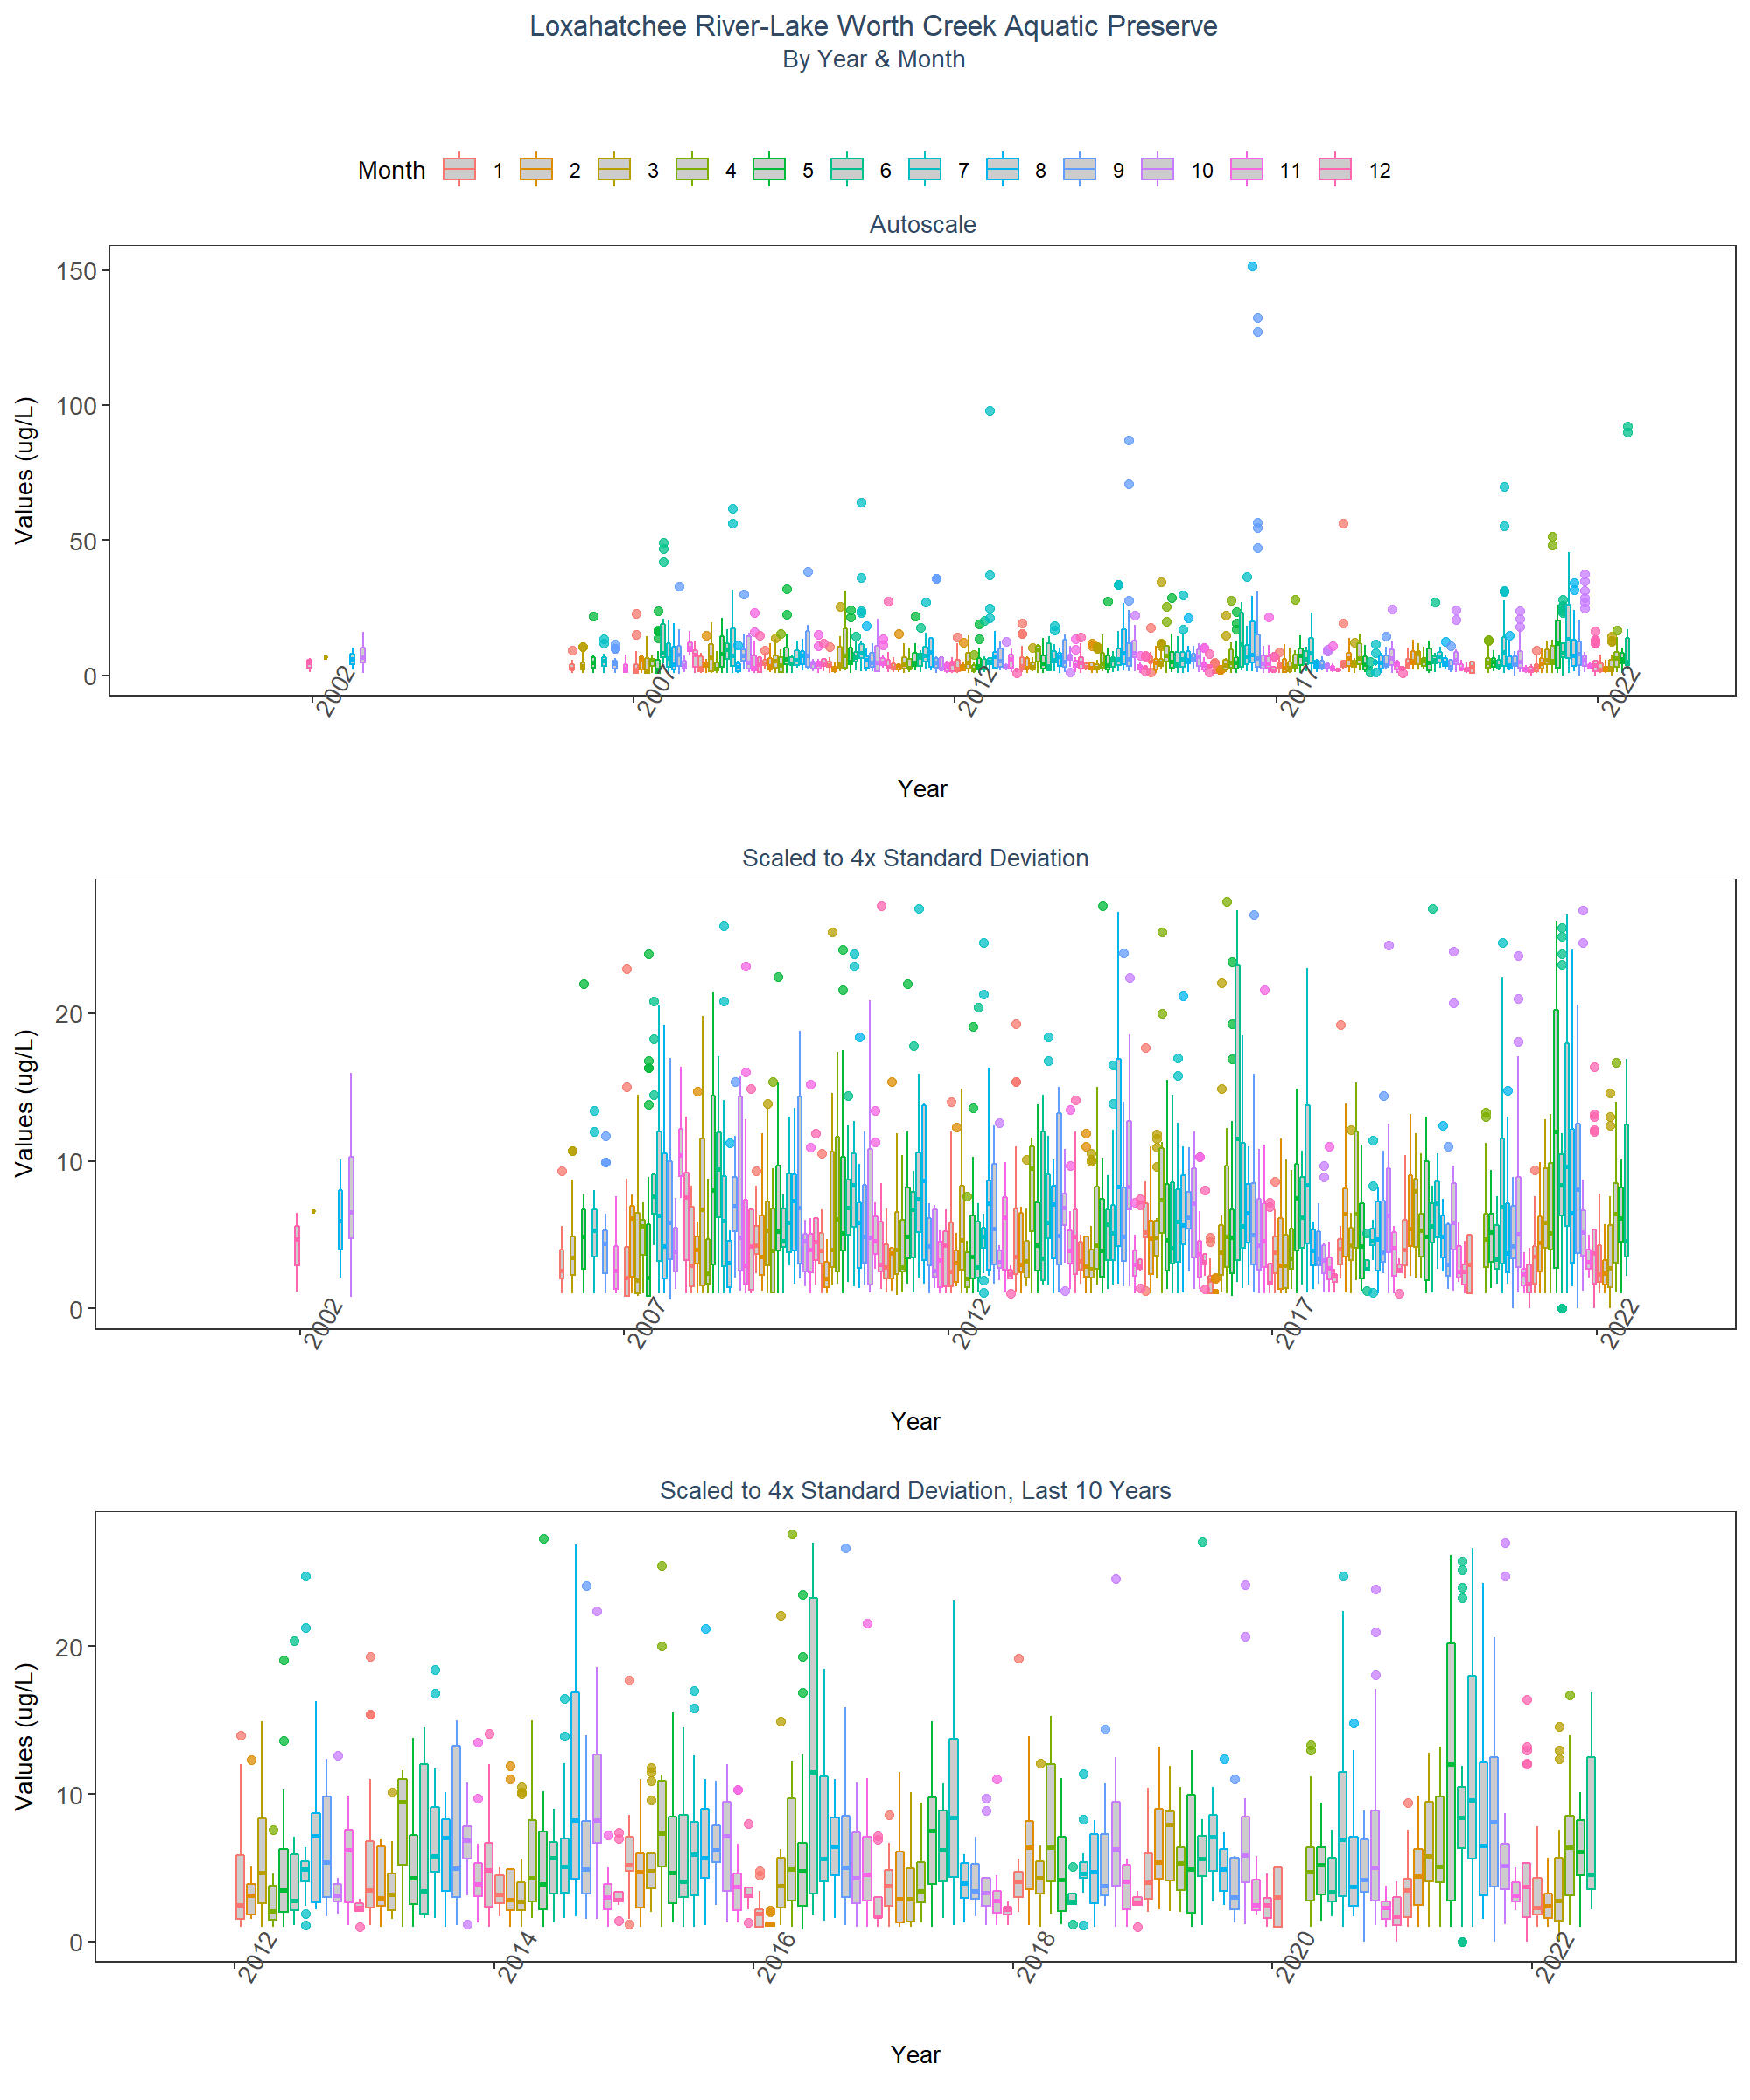 Loxahatchee River-Lake Worth Creek Aquatic Preserve
By Year & Month
Month 1 2 3 4 5 6 7 8 9 10 11 12
Autoscale
150
100
50
0
Values (ug/L)
2002 2007 2012 2017 2022
Year
Scaled to 4x Standard Deviation
20
10
0
Values (ug/L)
2002 2007 2012 2017 2022
Year
Scaled to 4x Standard Deviation, Last 10 Years
20
10
0
Values (ug/L)
2012 2014 2016 2018 2020 2022
Year